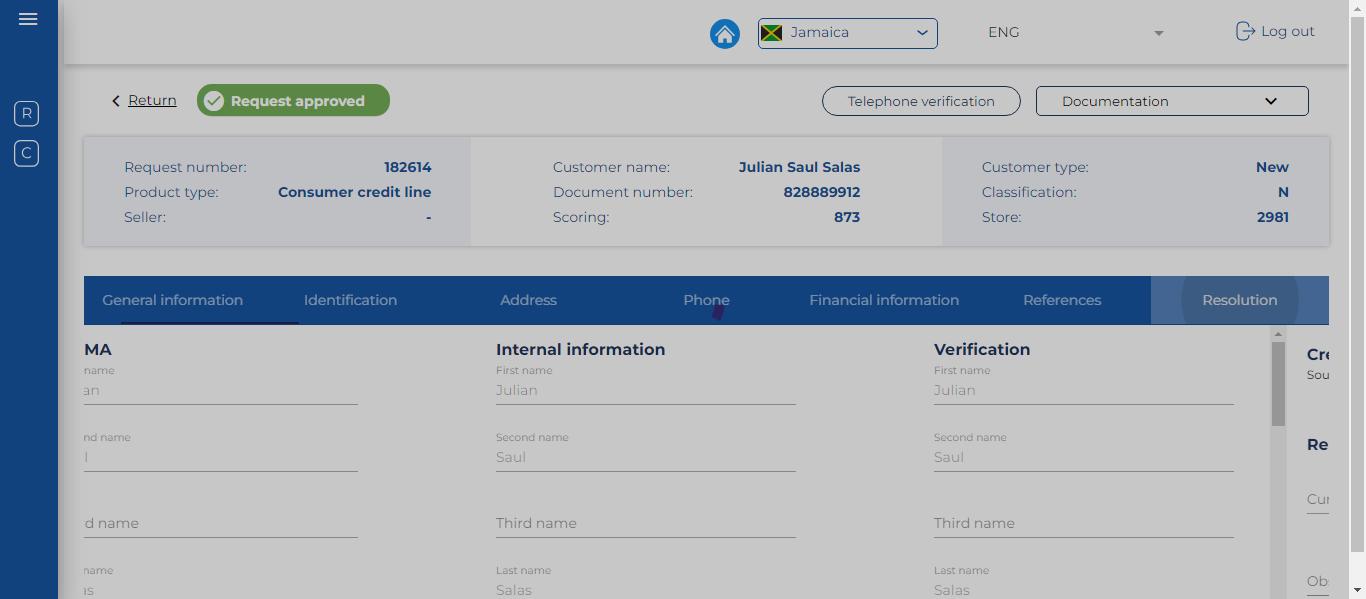 Jamaica
ENG
Log out
R
C
Return
Request approved
Telephone verification
Documentation
Request number: 182614
Product type: Consumer credit line
Seller: -
Customer name: Julian Saul Salas
Document number: 828889912
Scoring: 873
Customer type: New
Classification: N
Store: 2981
General information Identification Address Phone Financial information References Resolution
MA
name
an
nd name
l
d name
name
as
Internal information
First name
Julian
Second name
Saul
Third name
Last name
Salas
Verification
First name
Julian
Second name
Saul
Third name
Last name
Salas
Cre
Sou
Re
Cur
Obs